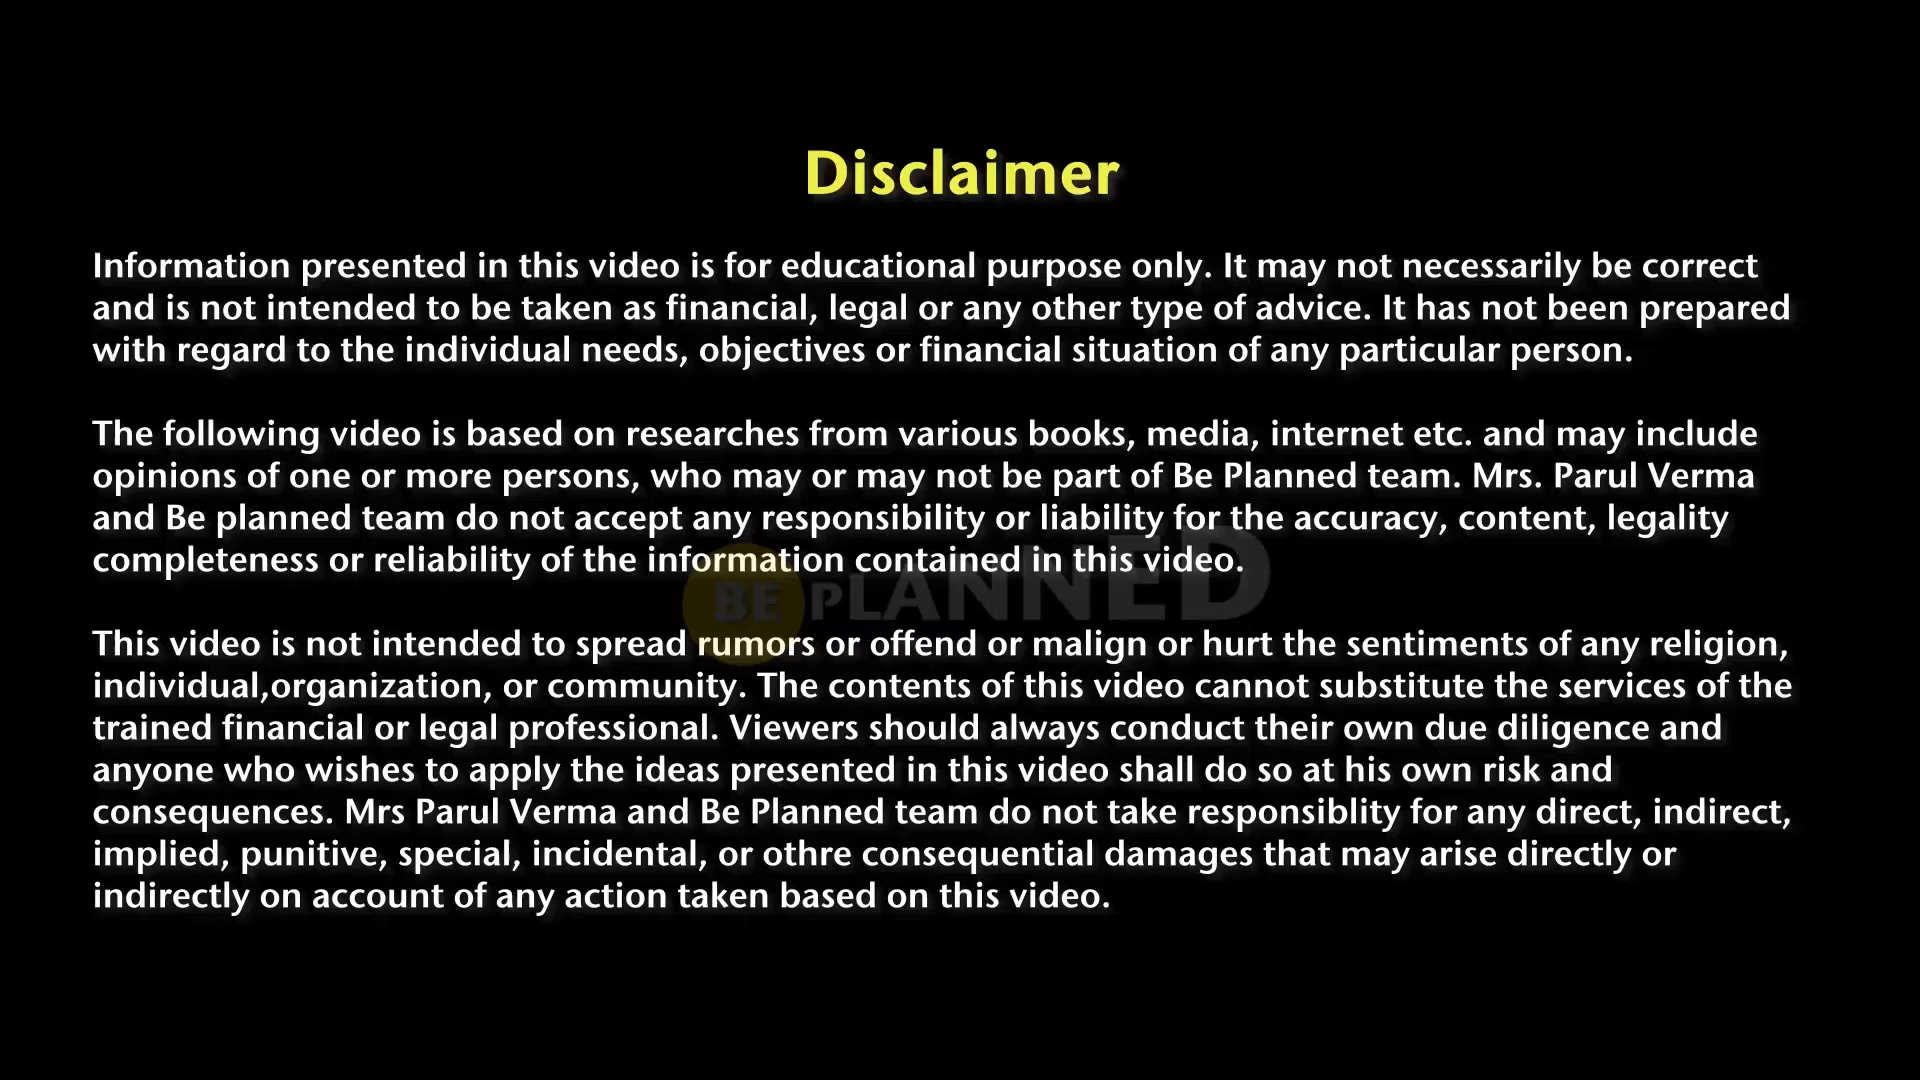 Disclaimer
Information presented in this video is for educational purpose only. It may not necessarily be correct
and is not intended to be taken as financial, legal or any other type of advice. It has not been prepared
with regard to the individual needs, objectives or financial situation of any particular person.
The following video is based on researches from various books, media, internet etc. and may include
opinions of one or more persons, who may or may not be part of Be Planned team. Mrs. Parul Verma
and Be planned team do not accept any responsibility or liability for the accuracy, content, legality
completeness or reliability of the information contained in this video.
BE PLANNED
This video is not intended to spread rumors or offend or malign or hurt the sentiments of any religion,
individual,organization, or community. The contents of this video cannot substitute the services of the
trained financial or legal professional. Viewers should always conduct their own due diligence and
anyone who wishes to apply the ideas presented in this video shall do so at his own risk and
consequences. Mrs Parul Verma and Be Planned team do not take responsiblity for any direct, indirect,
implied, punitive, special, incidental, or othre consequential damages that may arise directly or
indirectly on account of any action taken based on this video.